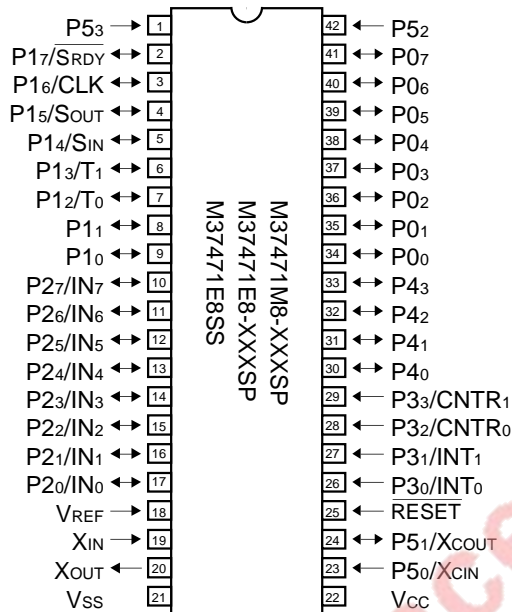 P53 1 42 P52
P17/SRDY 2 41 P07
P16/CLK 3 40 P06
P15/SOUT 4 39 P05
P14/SIN 5 38 P04
P13/T1 6 37 P03
P12/T0 7 36 P02
P11 8 35 P01
P10 9 34 P00
P27/IN7 10 33 P43
P26/IN6 11 32 P42
P25/IN5 12 31 P41
P24/IN4 13 30 P40
P23/IN3 14 29 P33/CNTR1
P22/IN2 15 28 P32/CNTR0
P21/IN1 16 27 P31/INT1
P20/IN0 17 26 P30/INT0
VREF 18 25 RESET
XIN 19 24 P51/XCOUT
XOUT 20 23 P50/XCIN
VSS 21 22 VCC
M37471M8-XXXSP
M37471E8-XXXSP
M37471E8SS